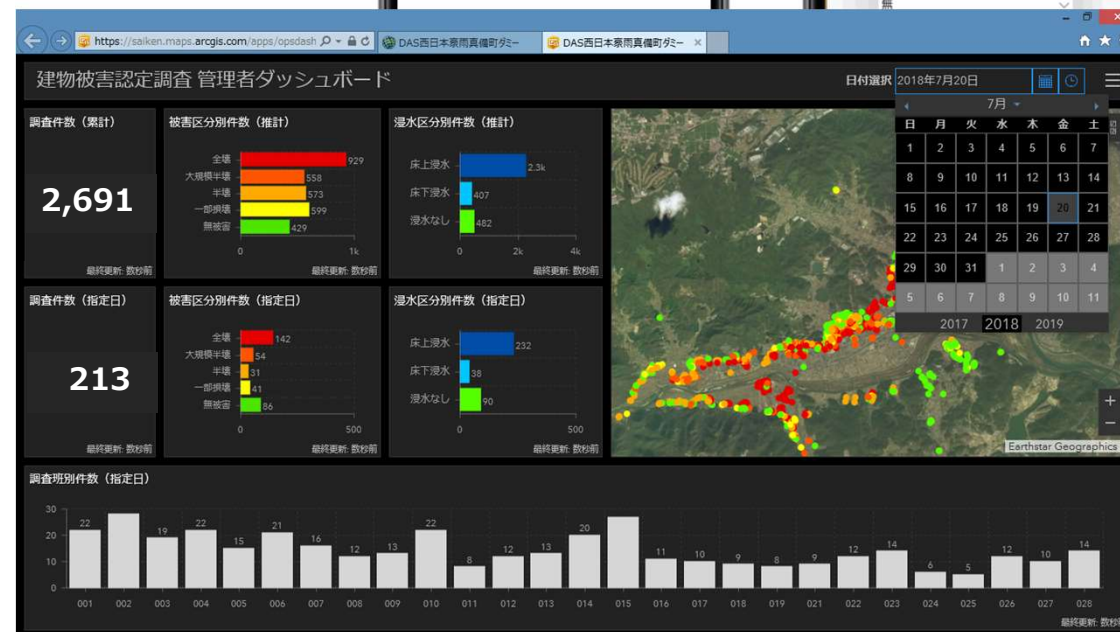 無
https://saiken.maps.arcgis.com/apps/opsdash
DAS西日本豪雨真備町ダミー
DAS西日本豪雨真備町ダミー ×
建物被害認定調査 管理者ダッシュボード
日付選択 2018年7月20日
7月
日 月 火 水 木 金 土
1 2 3 4 5 6 7
8 9 10 11 12 13 14
15 16 17 18 19 20 21
22 23 24 25 26 27 28
29 30 31 1 2 3 4
5 6 7 8 9 10 11
2017 2018 2019
調査件数（累計）
2,691
最終更新: 数秒前
被害区分別件数（推計）
全壊 929
大規模半壊 558
半壊 573
一部損壊 599
無被害 429
0 1k
最終更新: 数秒前
浸水区分別件数（推計）
床上浸水 2.3k
床下浸水 407
浸水なし 482
0 2k 4k
最終更新: 数秒前
調査件数（指定日）
213
最終更新: 数秒前
被害区分別件数（指定日）
全壊 142
大規模半壊 54
半壊 31
一部損壊 41
無被害 86
0 500
最終更新: 数秒前
浸水区分別件数（指定日）
床上浸水 232
床下浸水 38
浸水なし 90
0 500
最終更新: 数秒前
+
−
Earthstar Geographics
調査班別件数（指定日）
30
20
10
0
22 19 22 15 21 16 12 13 22 8 12 13 20 11 10 9 8 9 12 14 6 5 12 10 14
001 002 003 004 005 006 007 008 009 010 011 012 013 014 015 016 017 018 019 021 022 023 024 025 026 027 028
最終更新: 数秒